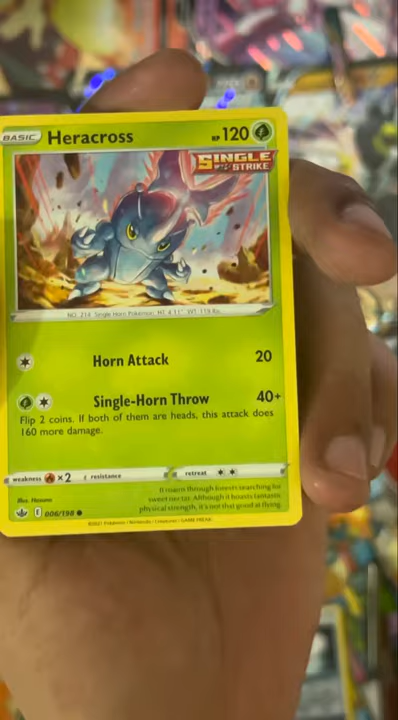 BASIC Heracross HP 120
SINGLE
STRIKE
NO. 214 Single Horn Pokémon HT: 4'11" WT: 119 lbs.
Horn Attack 20
Single-Horn Throw 40+
Flip 2 coins. If both of them are heads, this attack does
160 more damage.
weakness ×2 resistance retreat
It roams through forests searching for
sweet nectar. Although it boasts fantastic
physical strength, it's not that good at flying.
Illus.
E 006/198
©2021 Pokémon / Nintendo / Creatures / GAME FREAK